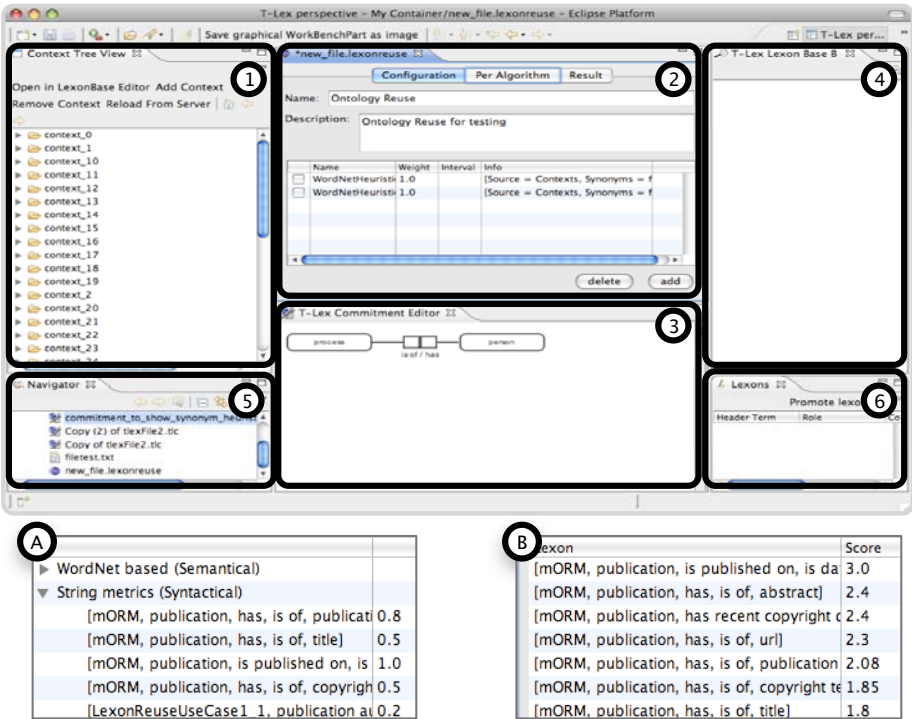 T-Lex perspective - My Container/new_file.lexonreuse - Eclipse Platform
Save graphical WorkBenchPart as image
T-Lex per...
Context Tree View
1
Open in LexonBase Editor Add Context
Remove Context Reload From Server
context_0
context_1
context_10
context_11
context_12
context_13
context_14
context_15
context_16
context_17
context_18
context_19
context_2
context_20
context_21
context_22
context_23
context_24
*new_file.lexonreuse
2
Configuration Per Algorithm Result
Name: Ontology Reuse
Description: Ontology Reuse for testing
Name Weight Interval Info
WordNetHeuristi 1.0 [Source = Contexts, Synonyms = f
WordNetHeuristi 1.0 [Source = Contexts, Synonyms = f
delete add
T-Lex Commitment Editor
3
process person
is of / has
T-Lex Lexon Base B
4
Navigator
5
commitment_to_show_synonym_heurist
Copy (2) of tlexFile2.tlc
Copy of tlexFile2.tlc
filetest.txt
new_file.lexonreuse
Lexons
6
Promote lexo
Header Term Role Co
A
WordNet based (Semantical)
String metrics (Syntactical)
[mORM, publication, has, is of, publicati 0.8
[mORM, publication, has, is of, title] 0.5
[mORM, publication, is published on, is 1.0
[mORM, publication, has, is of, copyrigh 0.5
[LexonReuseUseCase1_1, publication au 0.2
B
Lexon Score
[mORM, publication, is published on, is da 3.0
[mORM, publication, has, is of, abstract] 2.4
[mORM, publication, has recent copyright c 2.4
[mORM, publication, has, is of, url] 2.3
[mORM, publication, has, is of, publication 2.08
[mORM, publication, has, is of, copyright te 1.85
[mORM, publication, has, is of, title] 1.8